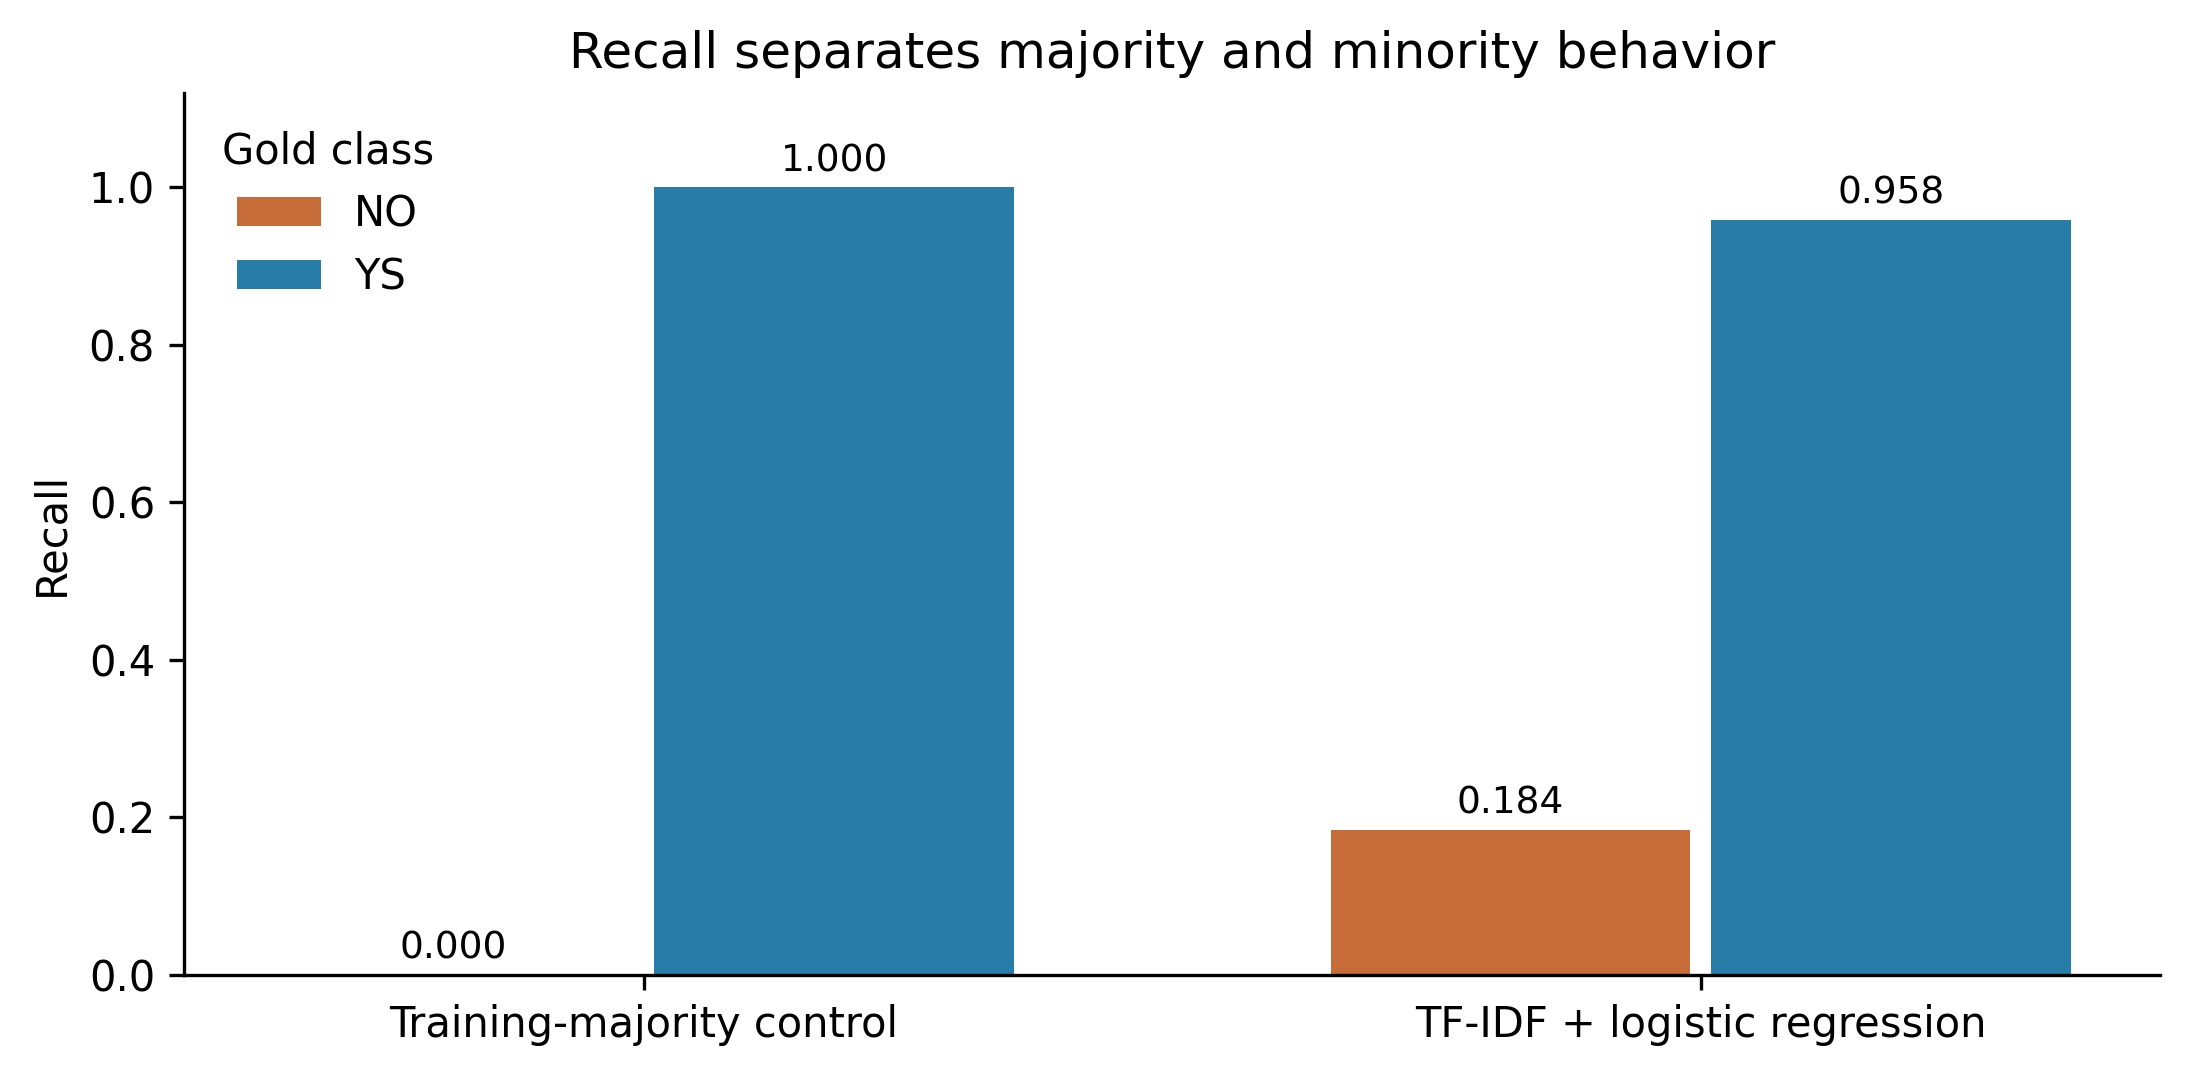 Recall separates majority and minority behavior
Gold class
NO
YS
1.000
0.958
0.184
0.000
Recall
1.0
0.8
0.6
0.4
0.2
0.0
Training-majority control
TF-IDF + logistic regression